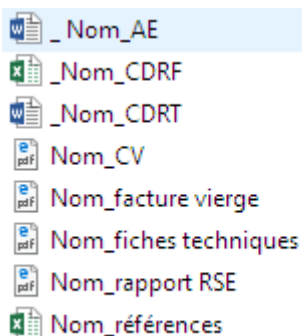 _ Nom_AE
_Nom_CDRF
_Nom_CDRT
Nom_CV
Nom_facture vierge
Nom_fiches techniques
Nom_rapport RSE
Nom_références